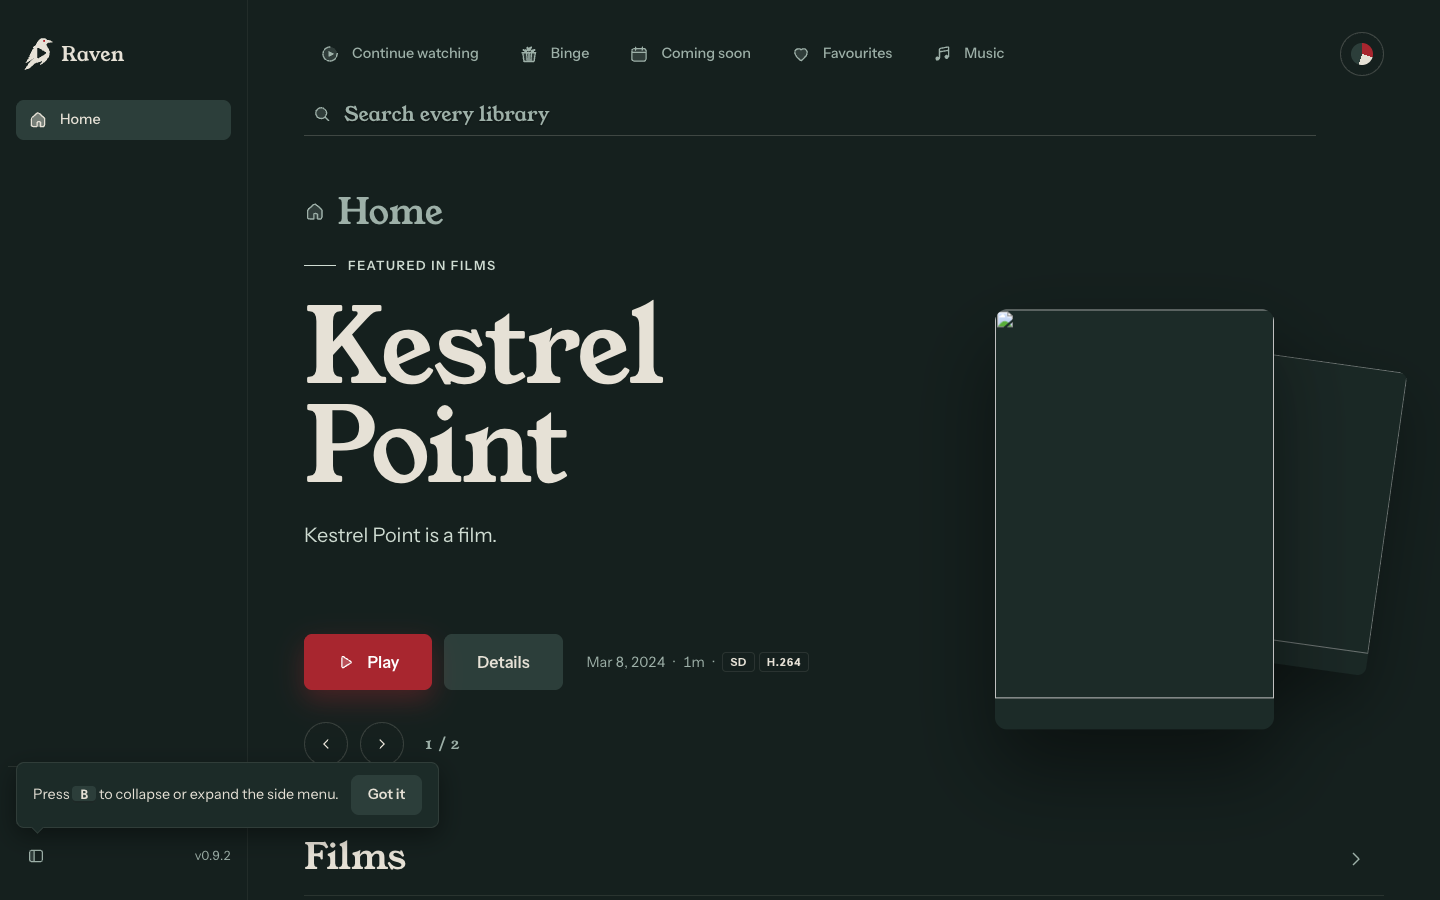 Raven
Continue watching
Binge
Coming soon
Favourites
Music
Search every library
Home
Home
FEATURED IN FILMS
Kestrel
Point
Kestrel Point is a film.
Play
Details
Mar 8, 2024 · 1m · SD H.264
1 / 2
Press B to collapse or expand the side menu.
Got it
v0.9.2
Films